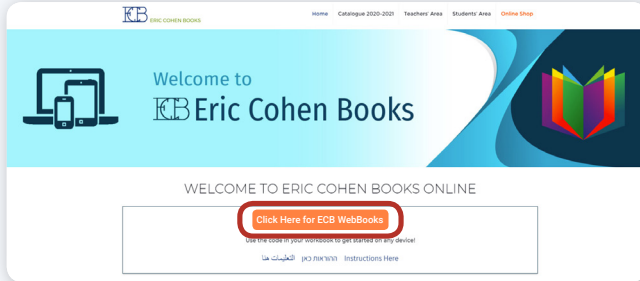 ECB ERIC COHEN BOOKS
Home Catalogue 2020-2021 Teachers' Area Students' Area Online Shop
Welcome to
ECB Eric Cohen Books
WELCOME TO ERIC COHEN BOOKS ONLINE
Click Here for ECB WebBooks
Use the code in your workbook to get started on any device!
التعليمات هنا ההוראות כאן Instructions Here